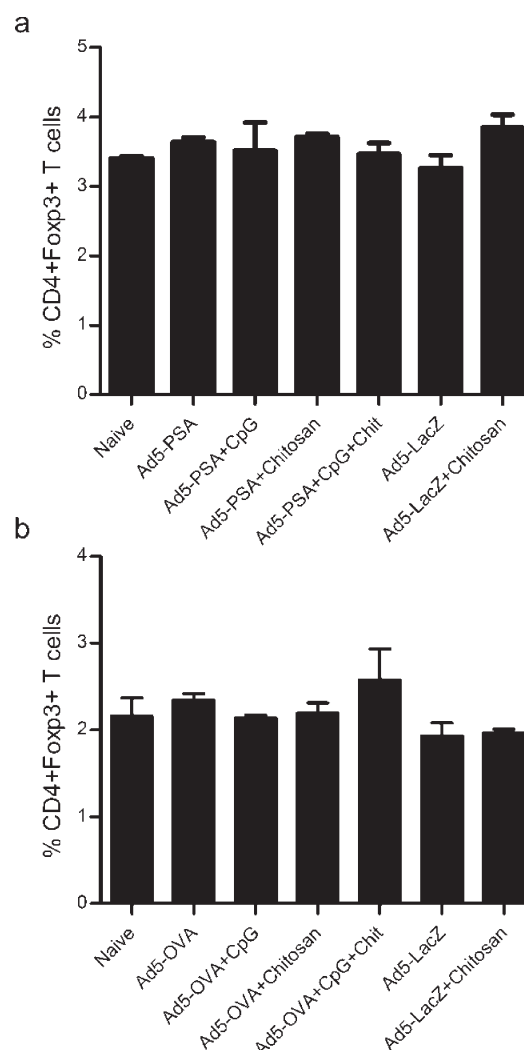 a
% CD4+Foxp3+ T cells
5
4
3
2
1
0
Naive
Ad5-PSA
Ad5-PSA+CpG
Ad5-PSA+Chitosan
Ad5-PSA+CpG+Chit
Ad5-LacZ
Ad5-LacZ+Chitosan
b
% CD4+Foxp3+ T cells
4
3
2
1
0
Naive
Ad5-OVA
Ad5-OVA+CpG
Ad5-OVA+Chitosan
Ad5-OVA+CpG+Chit
Ad5-LacZ
Ad5-LacZ+Chitosan